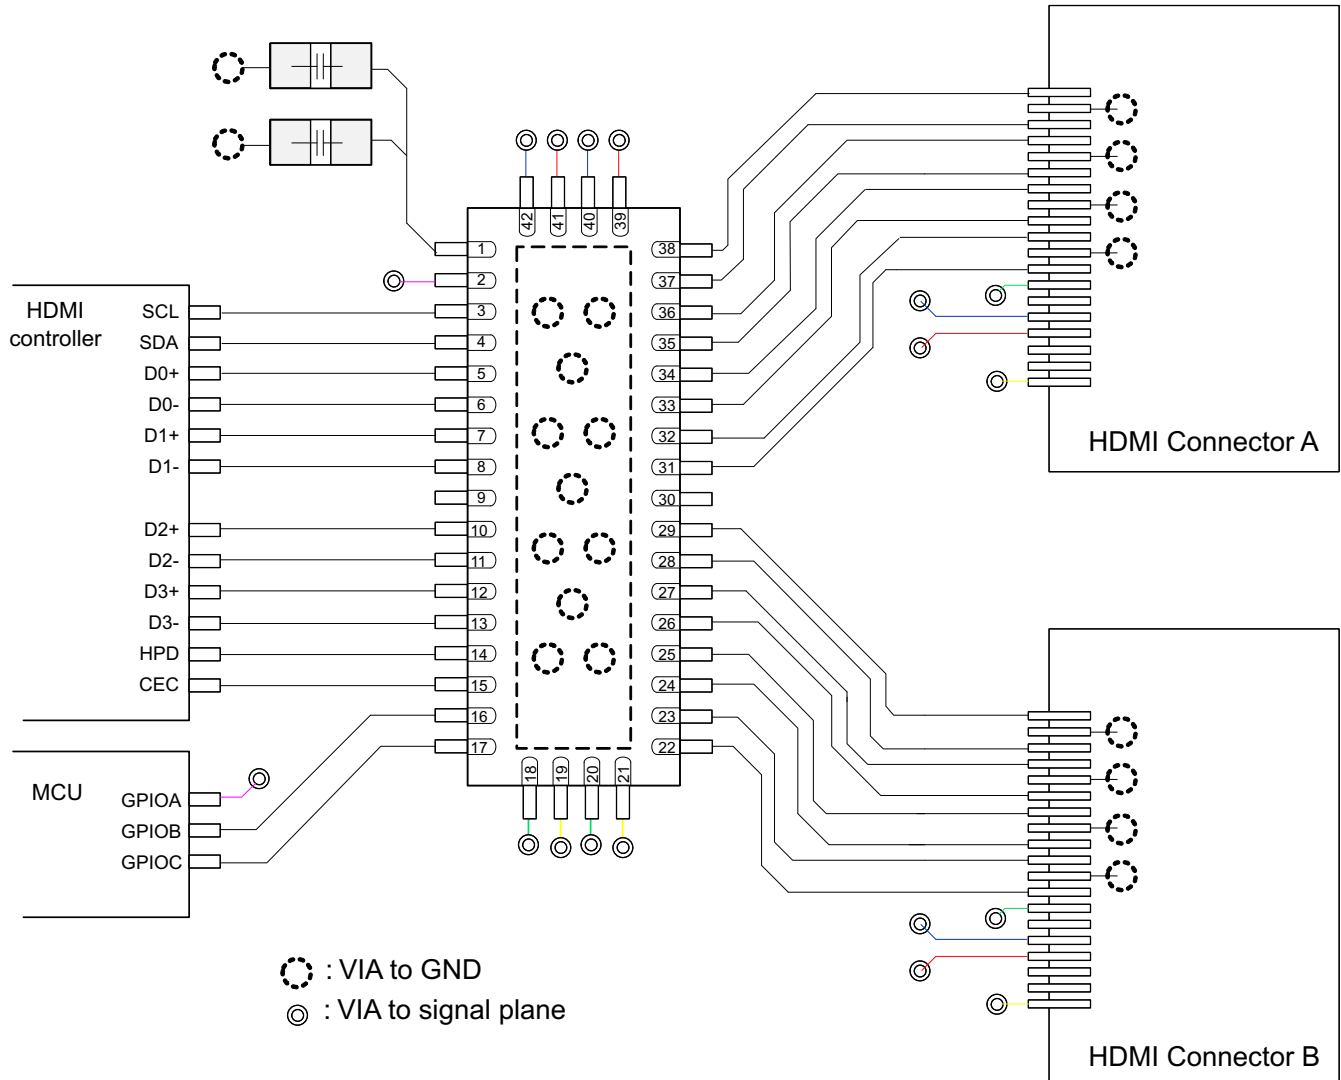 42
41
40
39
1
2
3
4
5
6
7
8
9
10
11
12
13
14
15
16
17
38
37
36
35
34
33
32
31
30
29
28
27
26
25
24
23
22
18
19
20
21
HDMI
controller
SCL
SDA
D0+
D0-
D1+
D1-
D2+
D2-
D3+
D3-
HPD
CEC
MCU
GPIOA
GPIOB
GPIOC
HDMI Connector A
HDMI Connector B
: VIA to GND
: VIA to signal plane